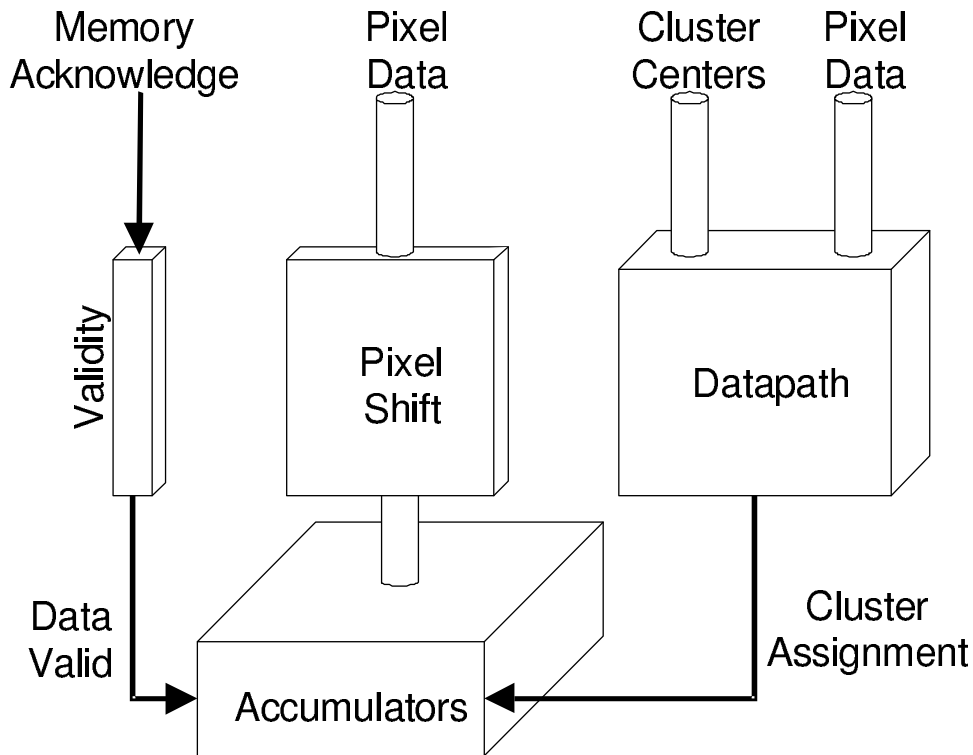 Memory
Acknowledge
Pixel
Data
Cluster
Centers
Pixel
Data
Validity
Pixel
Shift
Datapath
Data
Valid
Accumulators
Cluster
Assignment